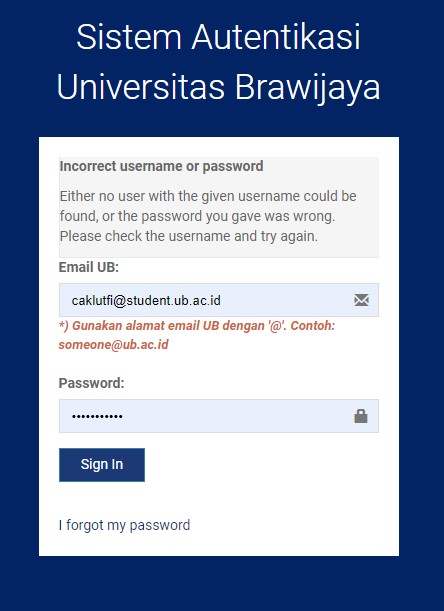 Sistem Autentikasi
Universitas Brawijaya
Incorrect username or password
Either no user with the given username could be
found, or the password you gave was wrong.
Please check the username and try again.
Email UB:
caklutfi@student.ub.ac.id
*) Gunakan alamat email UB dengan '@'. Contoh:
someone@ub.ac.id
Password:
•••••••••••
Sign In
I forgot my password